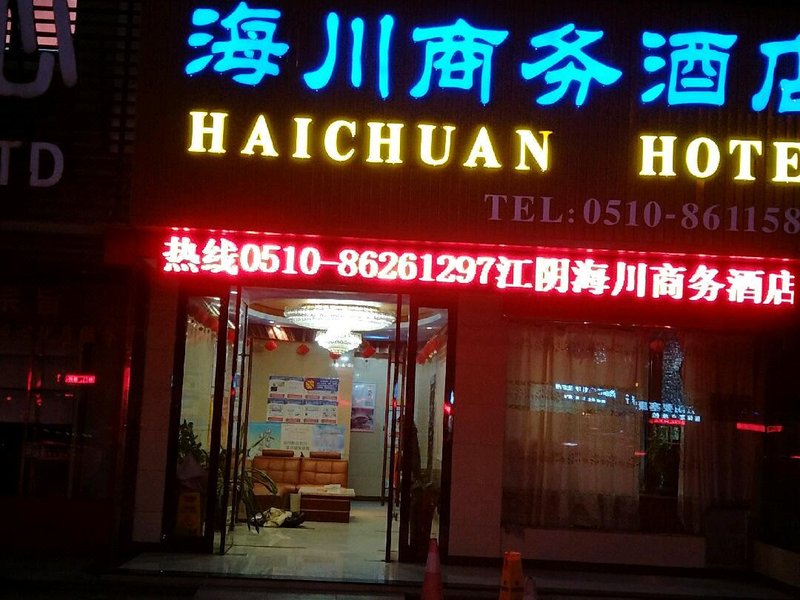 海川商务酒店
HAICHUAN HOTE
TD
TEL:0510-861158
热线0510-86261297江阴海川商务酒店